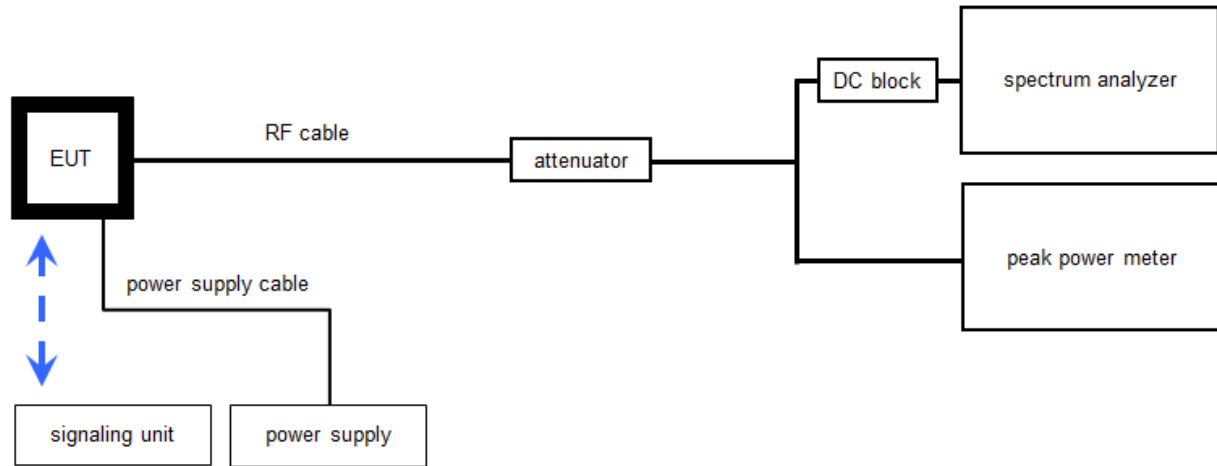 DC block
spectrum analyzer
RF cable
EUT
attenuator
peak power meter
power supply cable
signaling unit
power supply